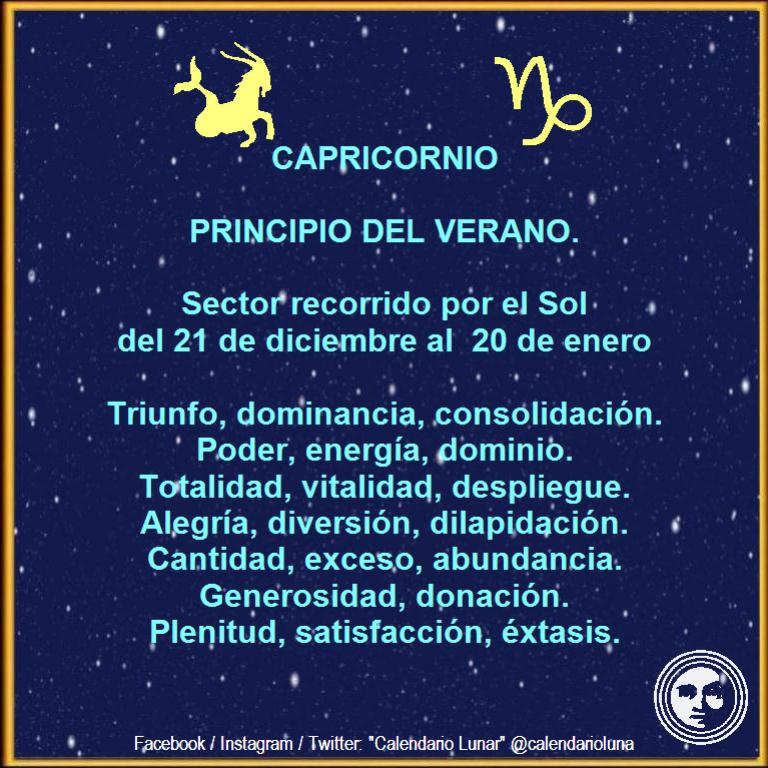 CAPRICORNIO
PRINCIPIO DEL VERANO.
Sector recorrido por el Sol
del 21 de diciembre al 20 de enero
Triunfo, dominancia, consolidación.
Poder, energía, dominio.
Totalidad, vitalidad, despliegue.
Alegría, diversión, dilapidación.
Cantidad, exceso, abundancia.
Generosidad, donación.
Plenitud, satisfacción, éxtasis.
Facebook / Instagram / Twitter: "Calendario Lunar" @calendarioluna